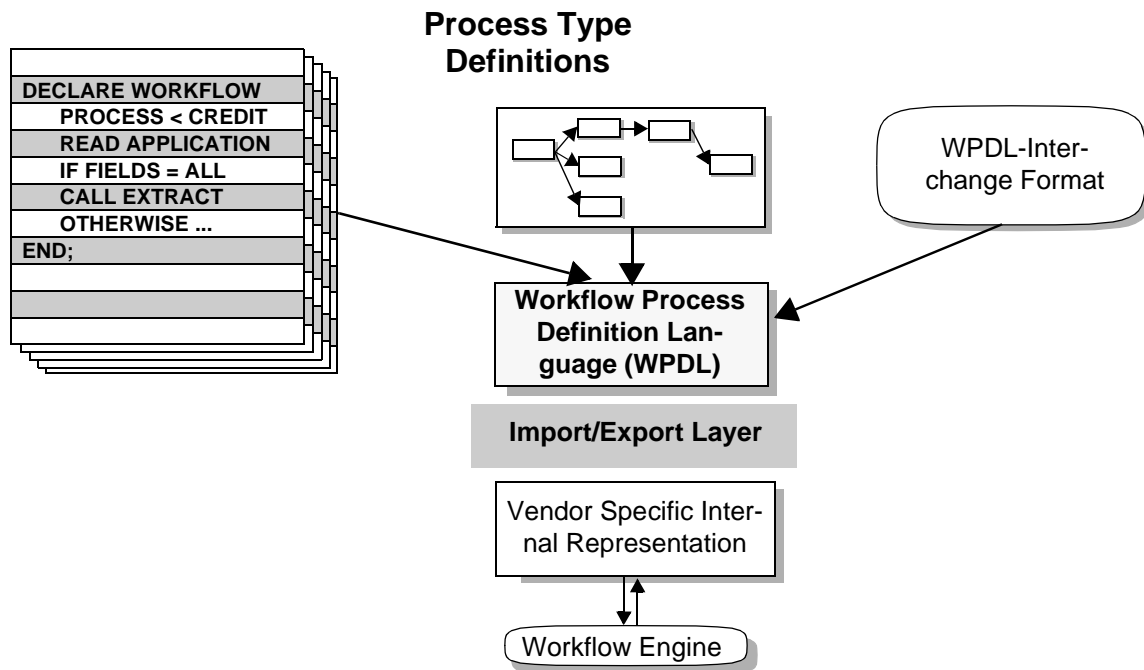 Process Type
Definitions
DECLARE WORKFLOW
PROCESS < CREDIT
READ APPLICATION
IF FIELDS = ALL
CALL EXTRACT
OTHERWISE ...
END;
WPDL-Inter-
change Format
Workflow Process
Definition Lan-
guage (WPDL)
Import/Export Layer
Vendor Specific Inter-
nal Representation
Workflow Engine